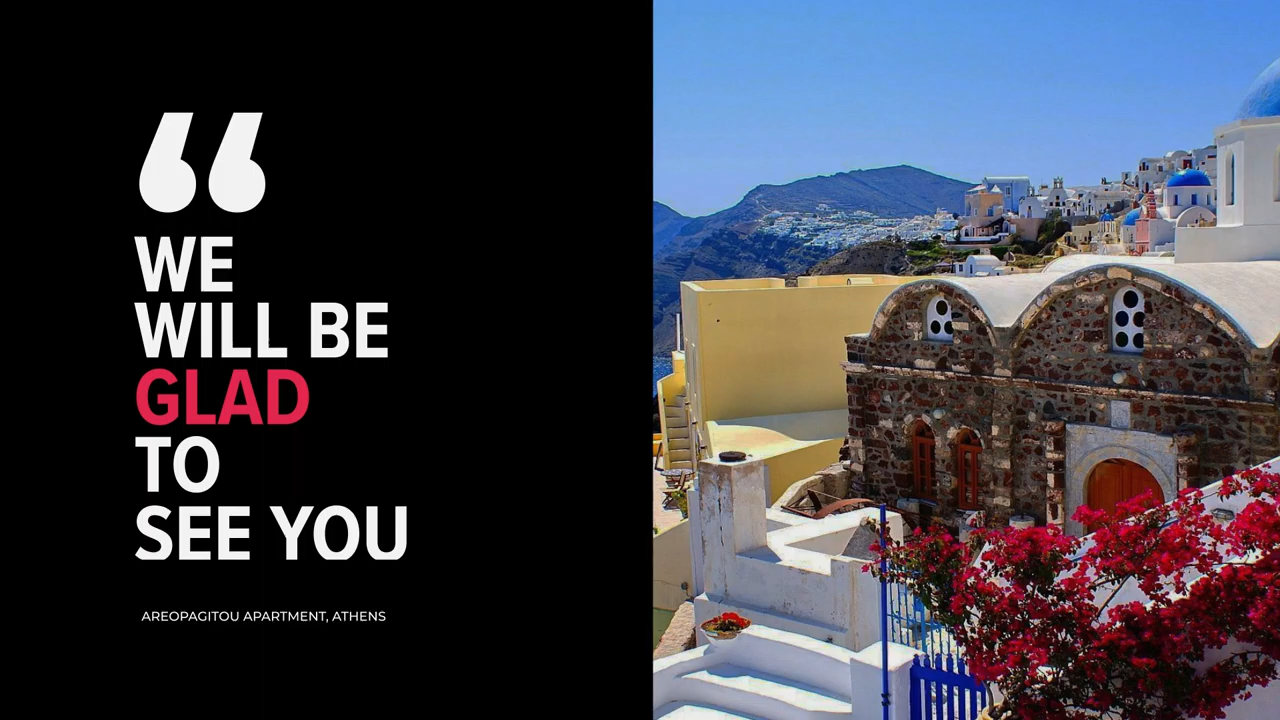 “
WE
WILL BE
GLAD
TO
SEE YOU
AREOPAGITOU APARTMENT, ATHENS